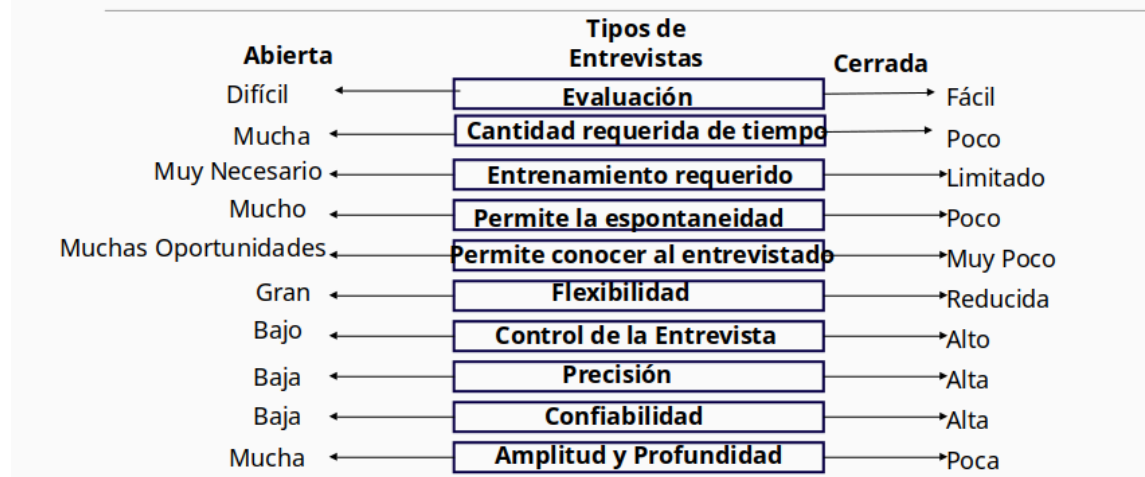 Tipos de
Entrevistas
Abierta
Cerrada
Difícil Evaluación Fácil
Mucha Cantidad requerida de tiempo Poco
Muy Necesario Entrenamiento requerido Limitado
Mucho Permite la espontaneidad Poco
Muchas Oportunidades Permite conocer al entrevistado Muy Poco
Gran Flexibilidad Reducida
Bajo Control de la Entrevista Alto
Baja Precisión Alta
Baja Confiabilidad Alta
Mucha Amplitud y Profundidad Poca